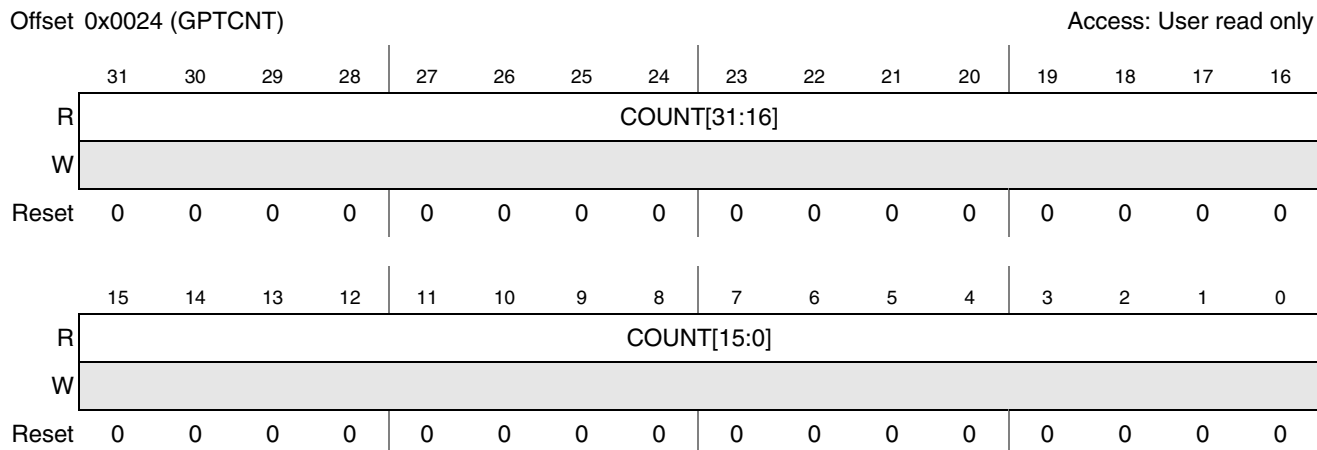 Offset 0x0024 (GPTCNT) Access: User read only
31 30 29 28 27 26 25 24 23 22 21 20 19 18 17 16
R COUNT[31:16]
W
Reset 0 0 0 0 0 0 0 0 0 0 0 0 0 0 0 0
15 14 13 12 11 10 9 8 7 6 5 4 3 2 1 0
R COUNT[15:0]
W
Reset 0 0 0 0 0 0 0 0 0 0 0 0 0 0 0 0